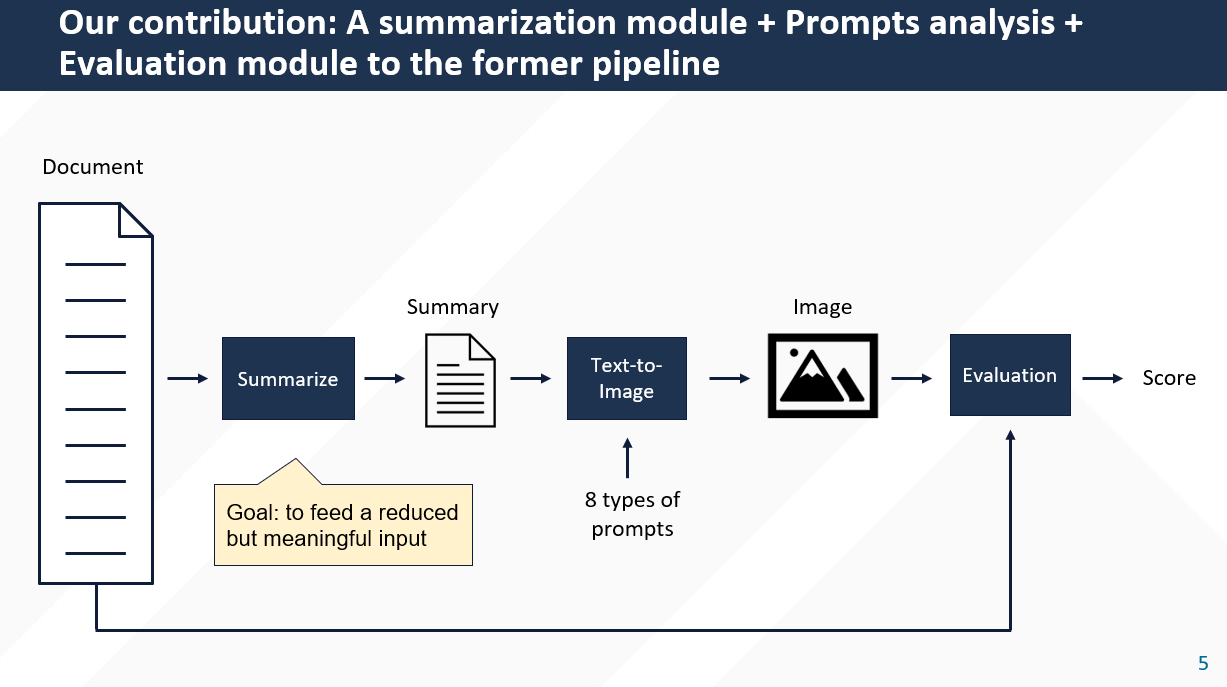 Our contribution: A summarization module + Prompts analysis +
Evaluation module to the former pipeline
Document
Summary
Image
Summarize
Text-to-
Image
Evaluation
Score
Goal: to feed a reduced
but meaningful input
8 types of
prompts
5